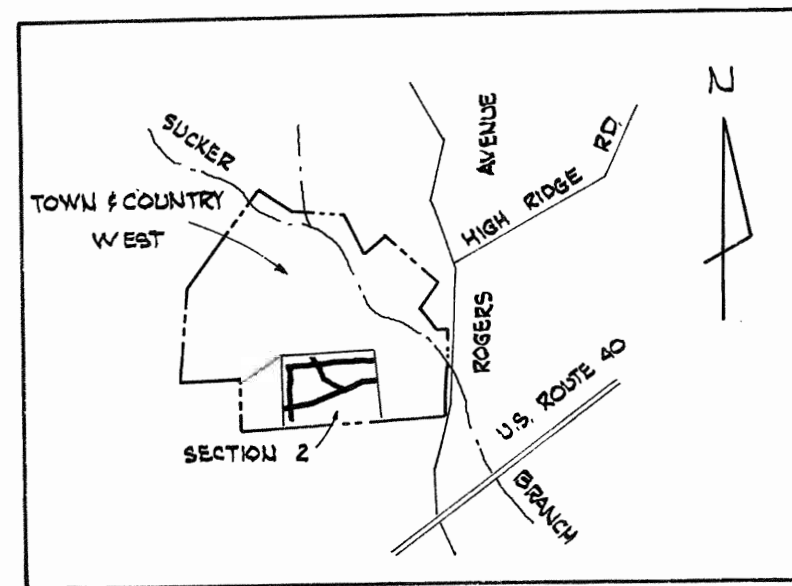 N
SUCKER
AVENUE
HIGH RIDGE RD.
TOWN & COUNTRY
WEST
ROGERS
U.S. ROUTE 40
SECTION 2
BRANCH